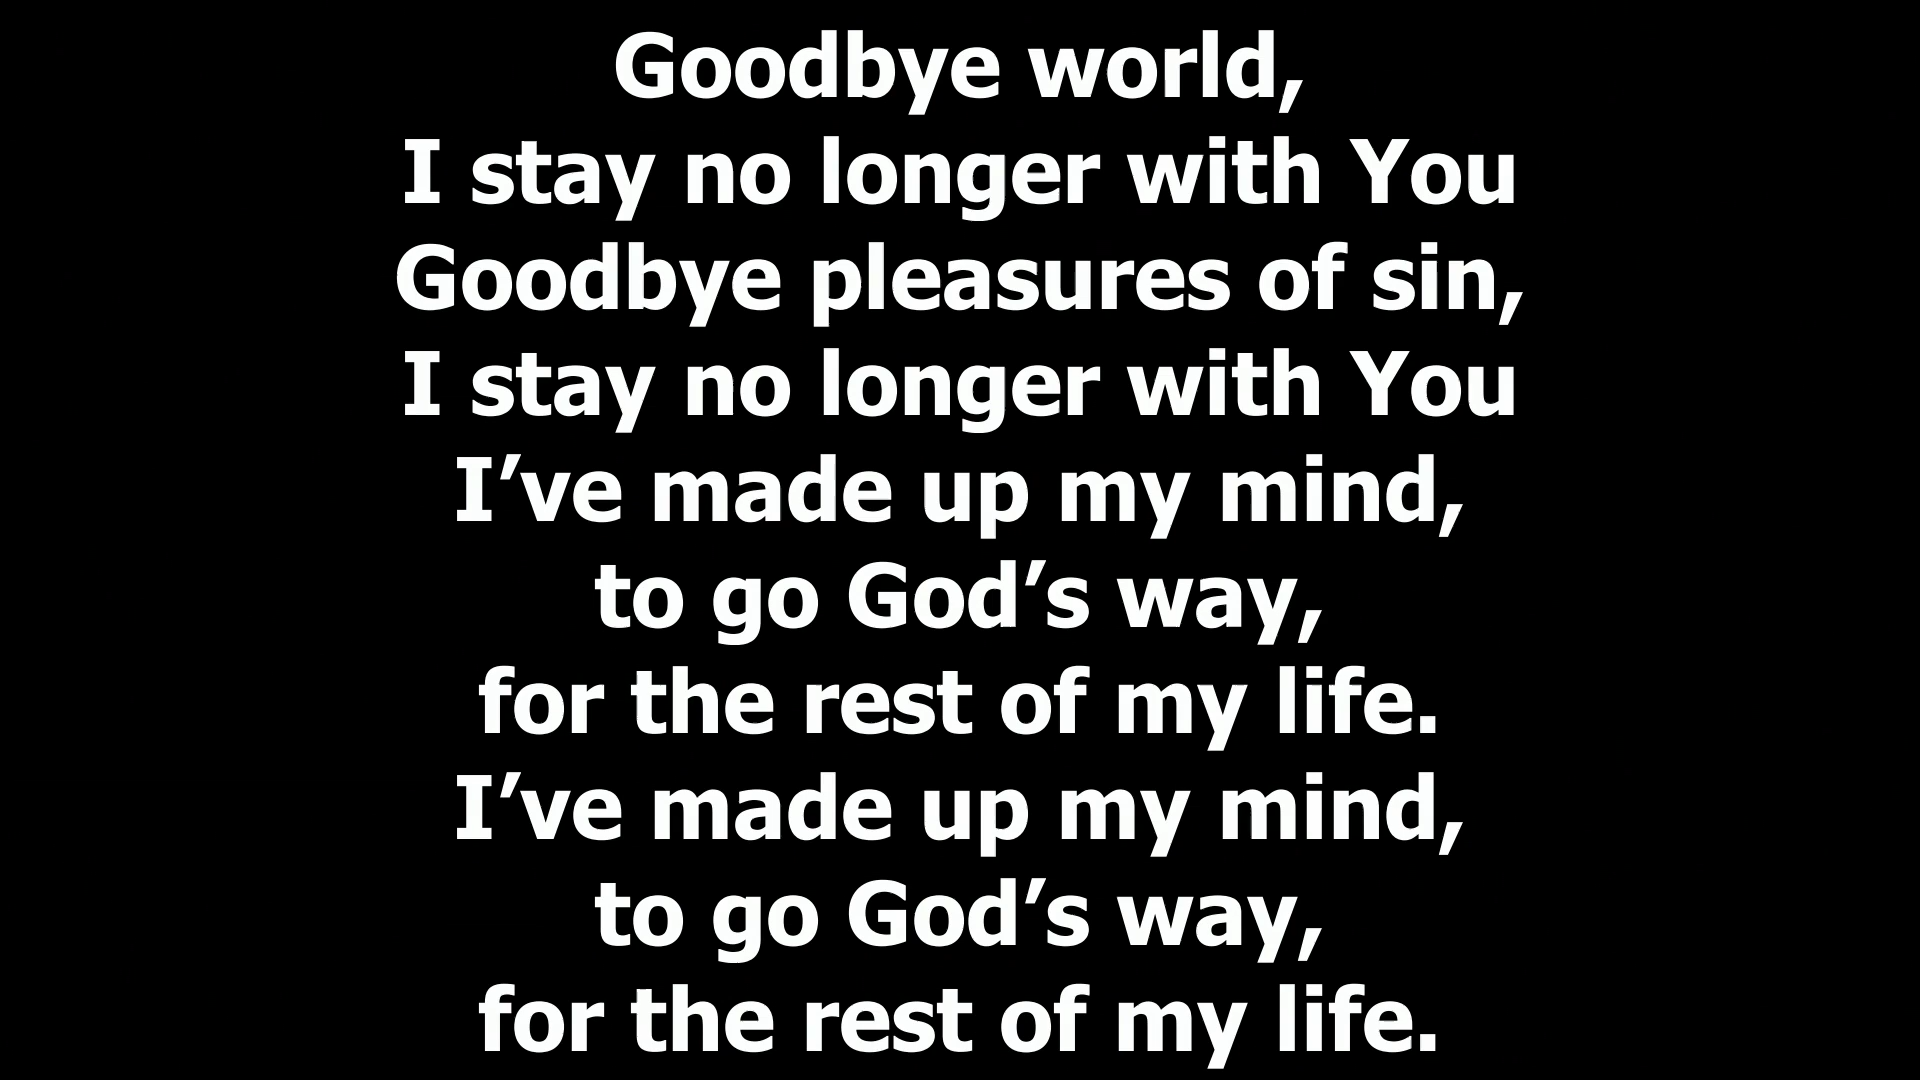 Goodbye world,
I stay no longer with You
Goodbye pleasures of sin,
I stay no longer with You
I’ve made up my mind,
to go God’s way,
for the rest of my life.
I’ve made up my mind,
to go God’s way,
for the rest of my life.